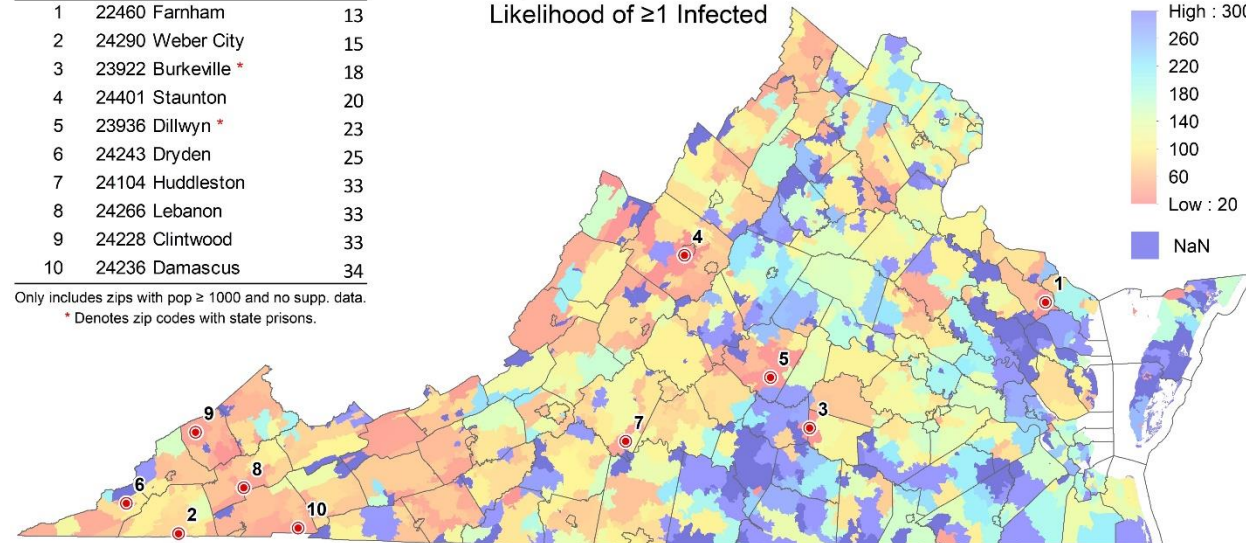 Likelihood of ≥1 Infected
1 22460 Farnham 13
2 24290 Weber City 15
3 23922 Burkeville * 18
4 24401 Staunton 20
5 23936 Dillwyn * 23
6 24243 Dryden 25
7 24104 Huddleston 33
8 24266 Lebanon 33
9 24228 Clintwood 33
10 24236 Damascus 34
Only includes zips with pop ≥ 1000 and no supp. data.
* Denotes zip codes with state prisons.
High : 300
260
220
180
140
100
60
Low : 20
NaN
4
1
5
3
9
7
8
6
2
10